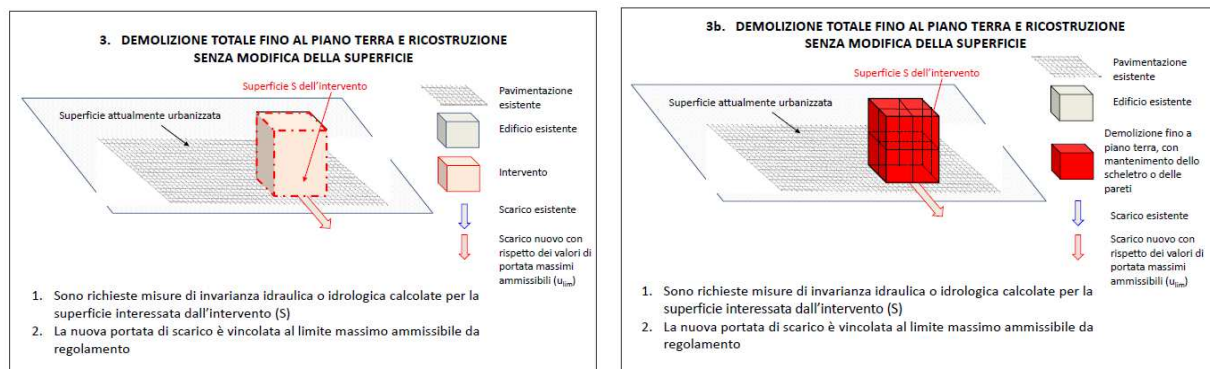 3. DEMOLIZIONE TOTALE FINO AL PIANO TERRA E RICOSTRUZIONE
SENZA MODIFICA DELLA SUPERFICIE
Superficie S dell'intervento
Superficie attualmente urbanizzata
Pavimentazione
esistente
Edificio esistente
Intervento
Scarico esistente
Scarico nuovo con
rispetto dei valori di
portata massimi
ammissibili (ulim)
1. Sono richieste misure di invarianza idraulica o idrologica calcolate per la
superficie interessata dall'intervento (S)
2. La nuova portata di scarico è vincolata al limite massimo ammissibile da
regolamento
3b. DEMOLIZIONE TOTALE FINO AL PIANO TERRA E RICOSTRUZIONE
SENZA MODIFICA DELLA SUPERFICIE
Superficie S dell'intervento
Superficie attualmente urbanizzata
Pavimentazione
esistente
Edificio esistente
Demolizione fino a
piano terra, con
mantenimento dello
scheletro o delle
pareti
Scarico esistente
Scarico nuovo con
rispetto dei valori di
portata massimi
ammissibili (ulim)
1. Sono richieste misure di invarianza idraulica o idrologica calcolate per la
superficie interessata dall'intervento (S)
2. La nuova portata di scarico è vincolata al limite massimo ammissibile da
regolamento